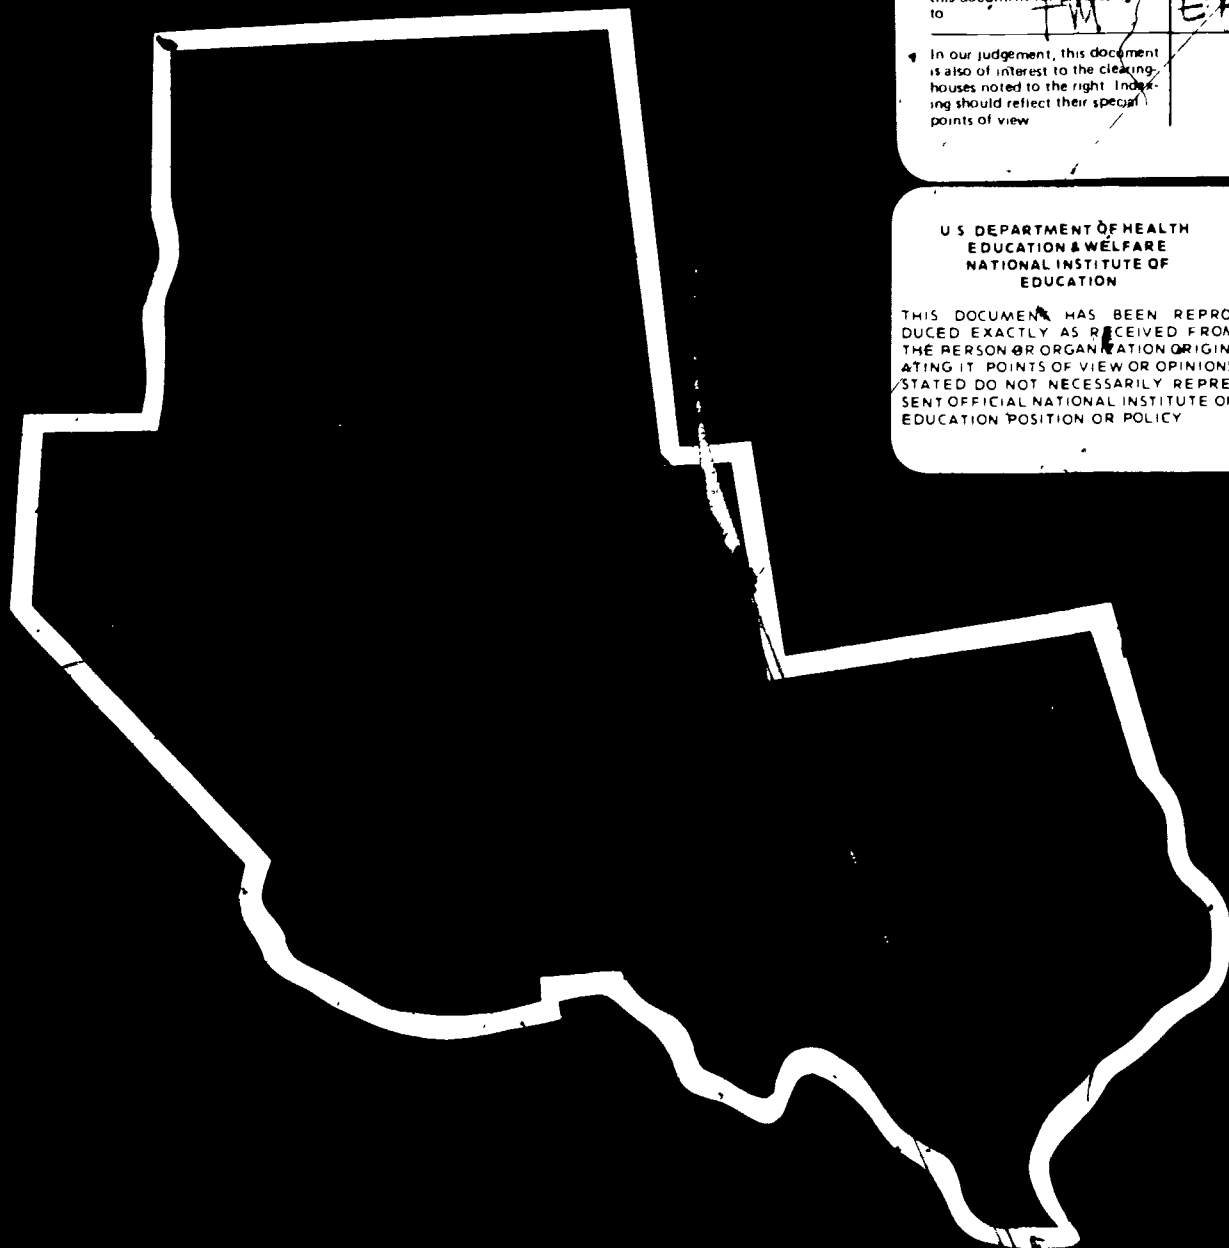 to TM
In our judgement, this document
is also of interest to the clearing-
houses noted to the right Index-
ing should reflect their special
points of view
U S DEPARTMENT OF HEALTH
EDUCATION & WELFARE
NATIONAL INSTITUTE OF
EDUCATION
THIS DOCUMENT HAS BEEN REPRO
DUCED EXACTLY AS RECEIVED FROM
THE PERSON OR ORGANIZATION ORIGIN
ATING IT POINTS OF VIEW OR OPINIONS
STATED DO NOT NECESSARILY REPRE
SENT OFFICIAL NATIONAL INSTITUTE OF
EDUCATION POSITION OR POLICY